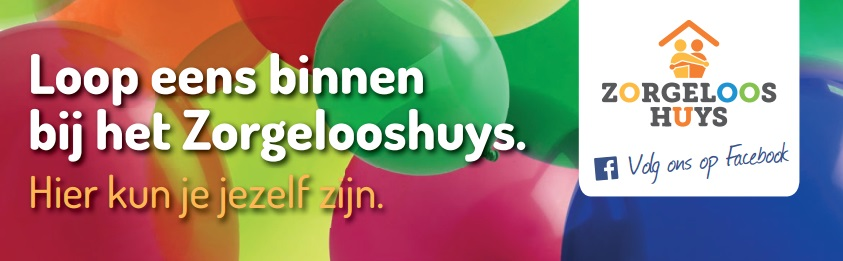 Loop eens binnen
bij het Zorgelooshuys.
Hier kun je jezelf zijn.
ZORGELOOS
HUYS
f Volg ons op Facebook